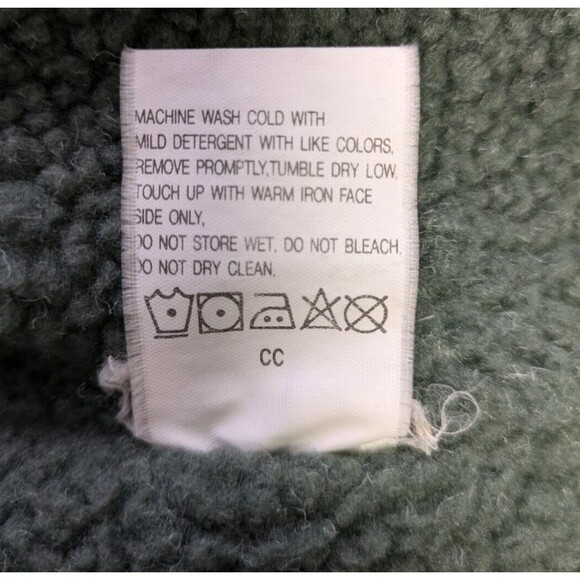 MACHINE WASH COLD WITH
MILD DETERGENT WITH LIKE COLORS,
REMOVE PROMPTLY,TUMBLE DRY LOW,
TOUCH UP WITH WARM IRON FACE
SIDE ONLY,
DO NOT STORE WET, DO NOT BLEACH,
DO NOT DRY CLEAN,
CC